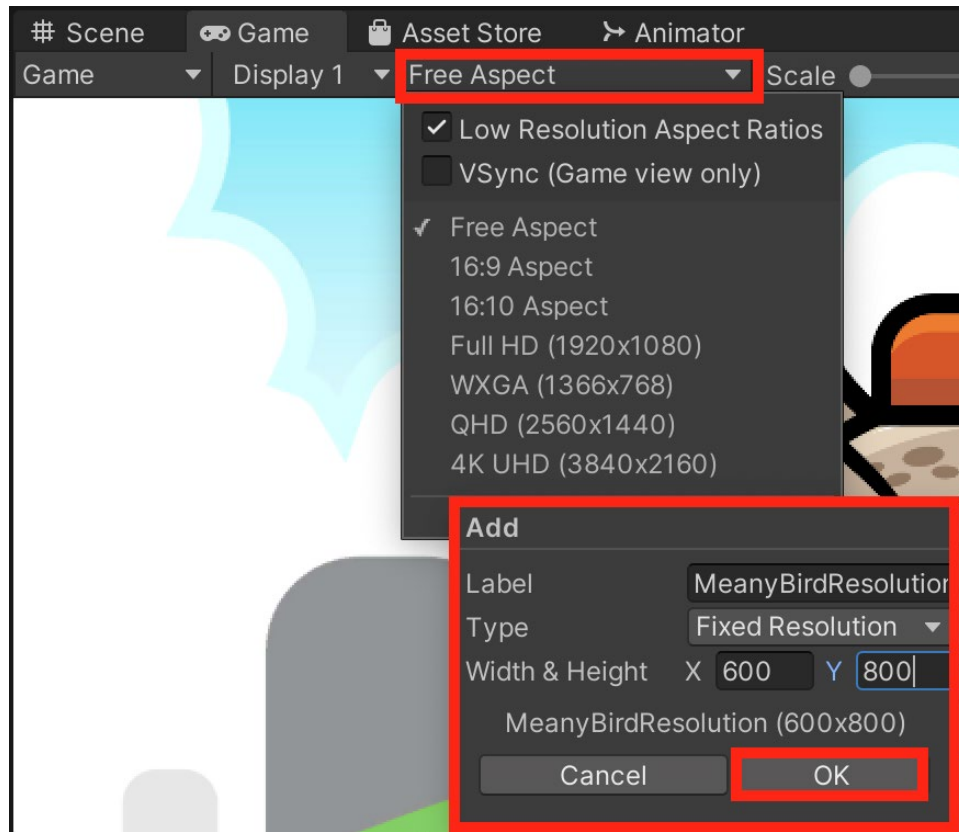 Scene Game Asset Store Animator
Game Display 1 Free Aspect Scale
Low Resolution Aspect Ratios
VSync (Game view only)
Free Aspect
16:9 Aspect
16:10 Aspect
Full HD (1920x1080)
WXGA (1366x768)
QHD (2560x1440)
4K UHD (3840x2160)
Add
Label MeanyBirdResolution
Type Fixed Resolution
Width & Height X 600 Y 800
MeanyBirdResolution (600x800)
Cancel OK